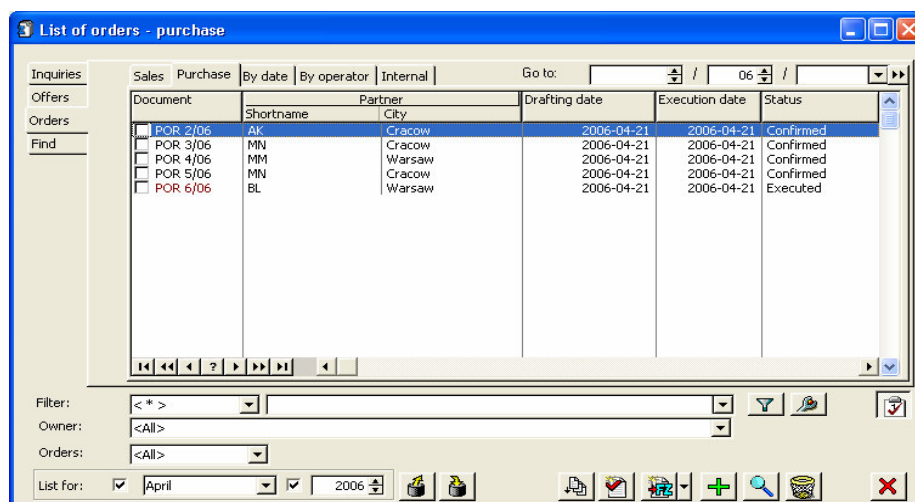 List of orders - purchase
Inquiries
Offers
Orders
Find
Sales Purchase By date By operator Internal Go to: / 06 /
Document Partner Drafting date Execution date Status
Shortname City
POR 2/06 AK Cracow 2006-04-21 2006-04-21 Confirmed
POR 3/06 MN Cracow 2006-04-21 2006-04-21 Confirmed
POR 4/06 MM Warsaw 2006-04-21 2006-04-21 Confirmed
POR 5/06 MN Cracow 2006-04-21 2006-04-21 Confirmed
POR 6/06 BL Warsaw 2006-04-21 2006-04-21 Executed
?
Filter: < * >
Owner: <All>
Orders: <All>
List for: April 2006